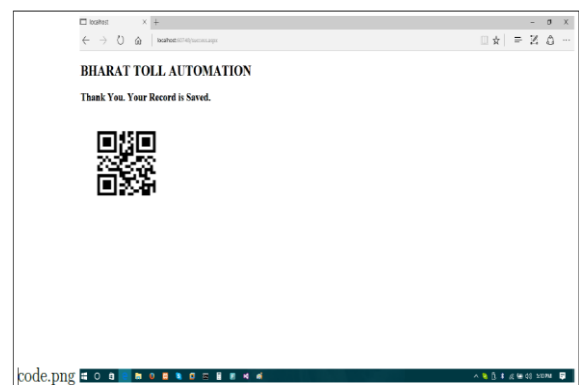 localhost
BHARAT TOLL AUTOMATION
Thank You. Your Record is Saved.
code.png